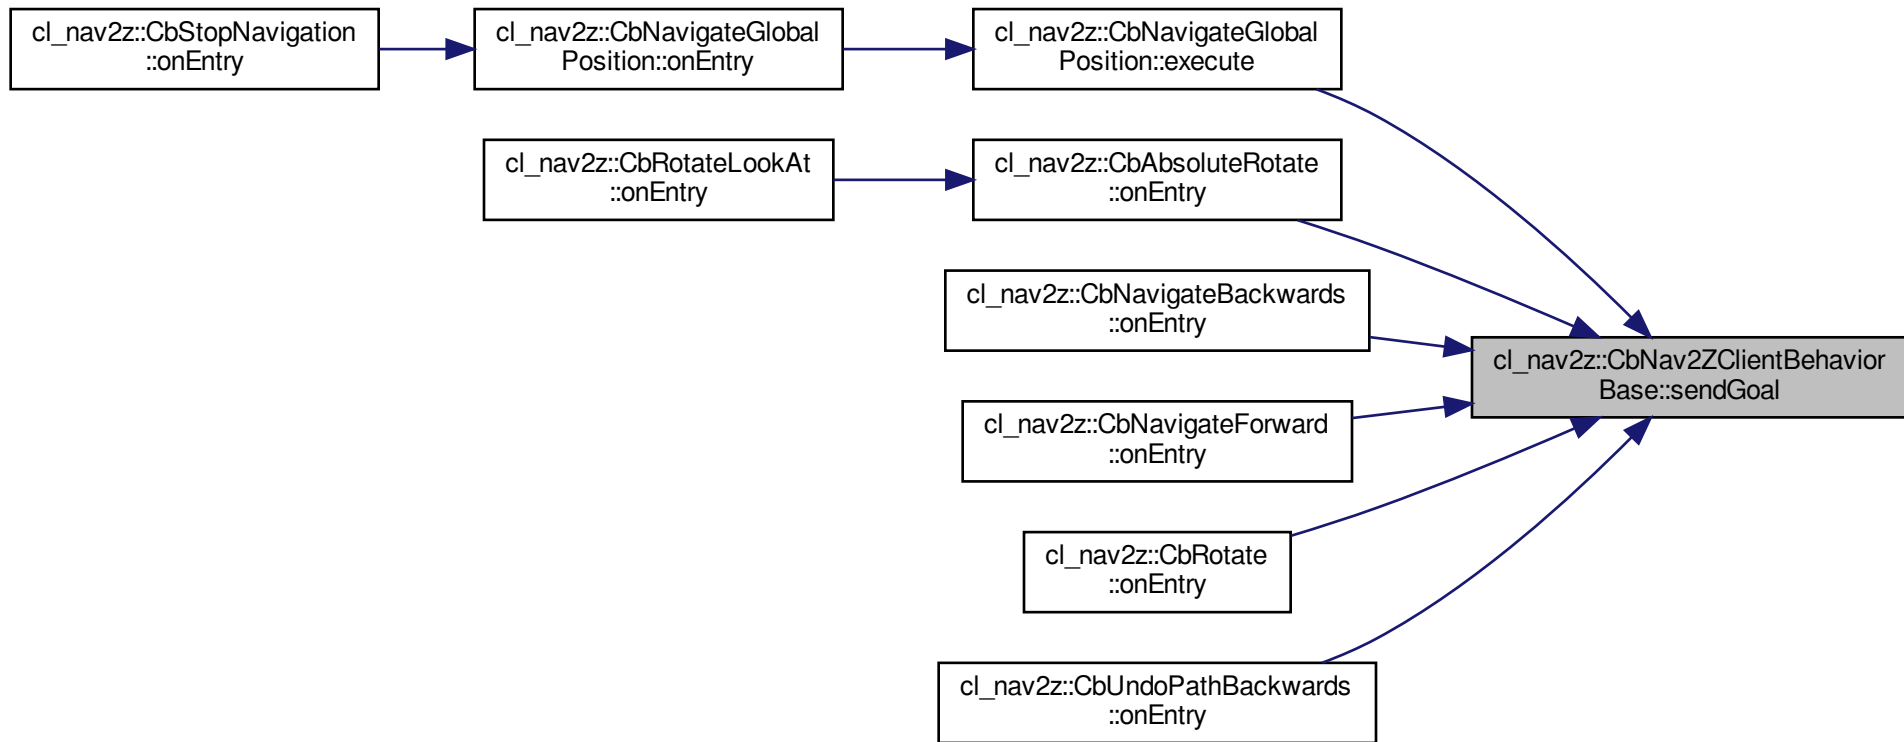 cl_nav2z::CbStopNavigation
::onEntry
cl_nav2z::CbNavigateGlobal
Position::onEntry
cl_nav2z::CbNavigateGlobal
Position::execute
cl_nav2z::CbRotateLookAt
::onEntry
cl_nav2z::CbAbsoluteRotate
::onEntry
cl_nav2z::CbNavigateBackwards
::onEntry
cl_nav2z::CbNav2ZClientBehavior
Base::sendGoal
cl_nav2z::CbNavigateForward
::onEntry
cl_nav2z::CbRotate
::onEntry
cl_nav2z::CbUndoPathBackwards
::onEntry